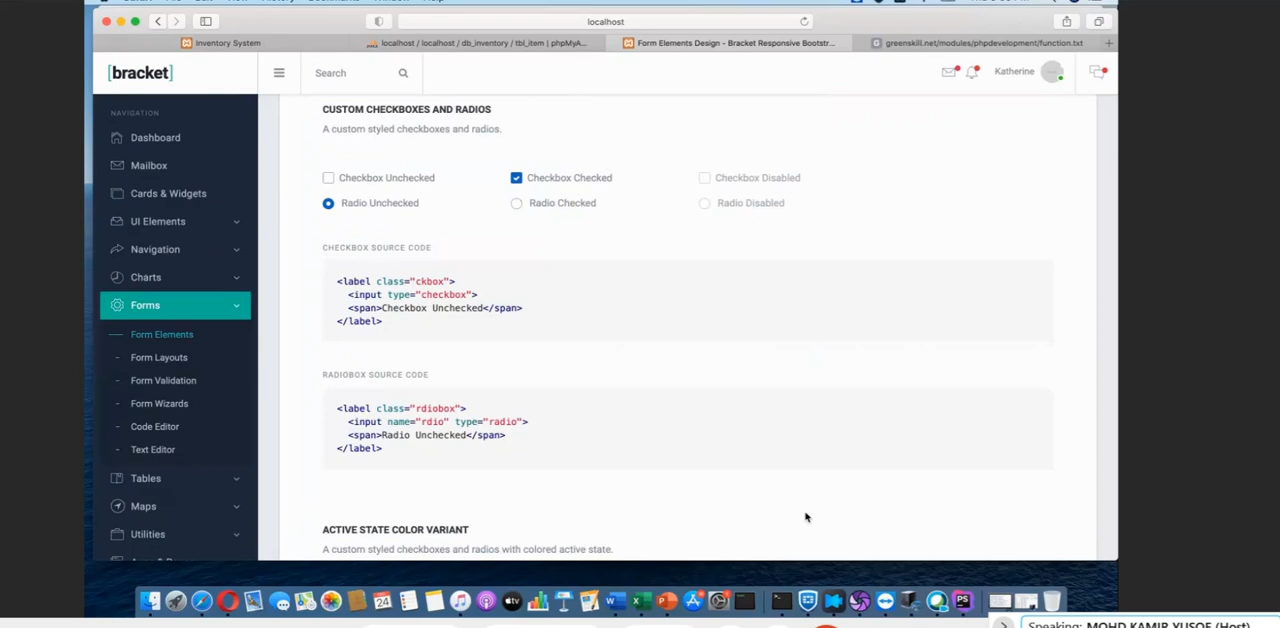 localhost
Inventory System
localhost / localhost / db_inventory / tbl_item | phpMyA...
Form Elements Design - Bracket Responsive Bootstr...
greenskill.net/modules/phpdevelopment/function.txt
[bracket]
Search
Katherine
NAVIGATION
Dashboard
Mailbox
Cards & Widgets
UI Elements
Navigation
Charts
Forms
Form Elements
Form Layouts
Form Validation
Form Wizards
Code Editor
Text Editor
Tables
Maps
Utilities
CUSTOM CHECKBOXES AND RADIOS
A custom styled checkboxes and radios.
Checkbox Unchecked
Checkbox Checked
Checkbox Disabled
Radio Unchecked
Radio Checked
Radio Disabled
CHECKBOX SOURCE CODE
<label class="ckbox">
<input type="checkbox">
<span>Checkbox Unchecked</span>
</label>
RADIOBOX SOURCE CODE
<label class="rdiobox">
<input name="rdio" type="radio">
<span>Radio Unchecked</span>
</label>
ACTIVE STATE COLOR VARIANT
A custom styled checkboxes and radios with colored active state.
Speaking: MOHD KAMIR YUSOF (Host)